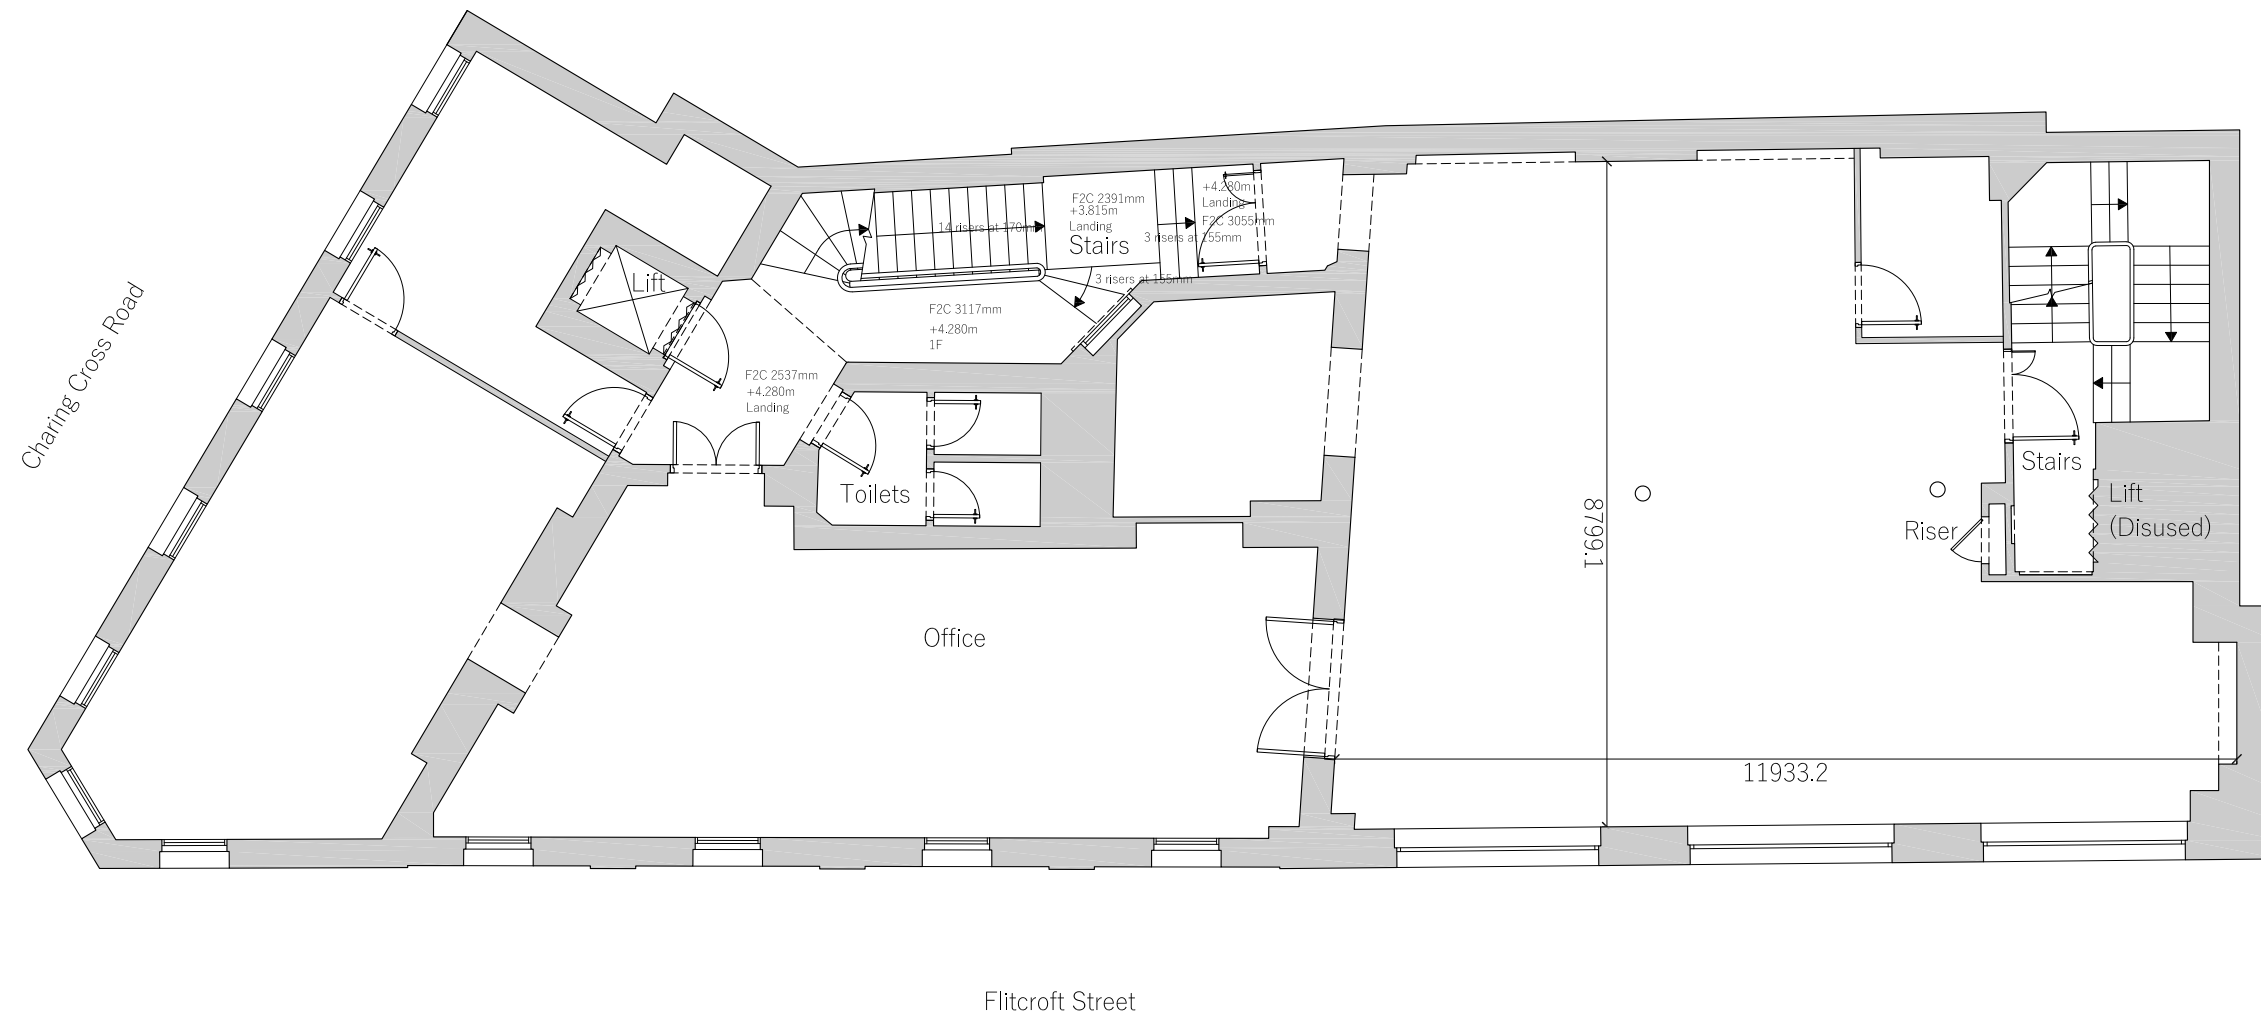 Charing Cross Road
Lift
14 risers at 170mm
F2C 2391mm
+3.815m
Landing
Stairs
+4.280m
Landing
F2C 3055mm
3 risers at 155mm
3 risers at 155mm
F2C 3117mm
+4.280m
1F
F2C 2537mm
+4.280m
Landing
Toilets
Office
8799.1
11933.2
Stairs
Riser
Lift
(Disused)
Flitcroft Street